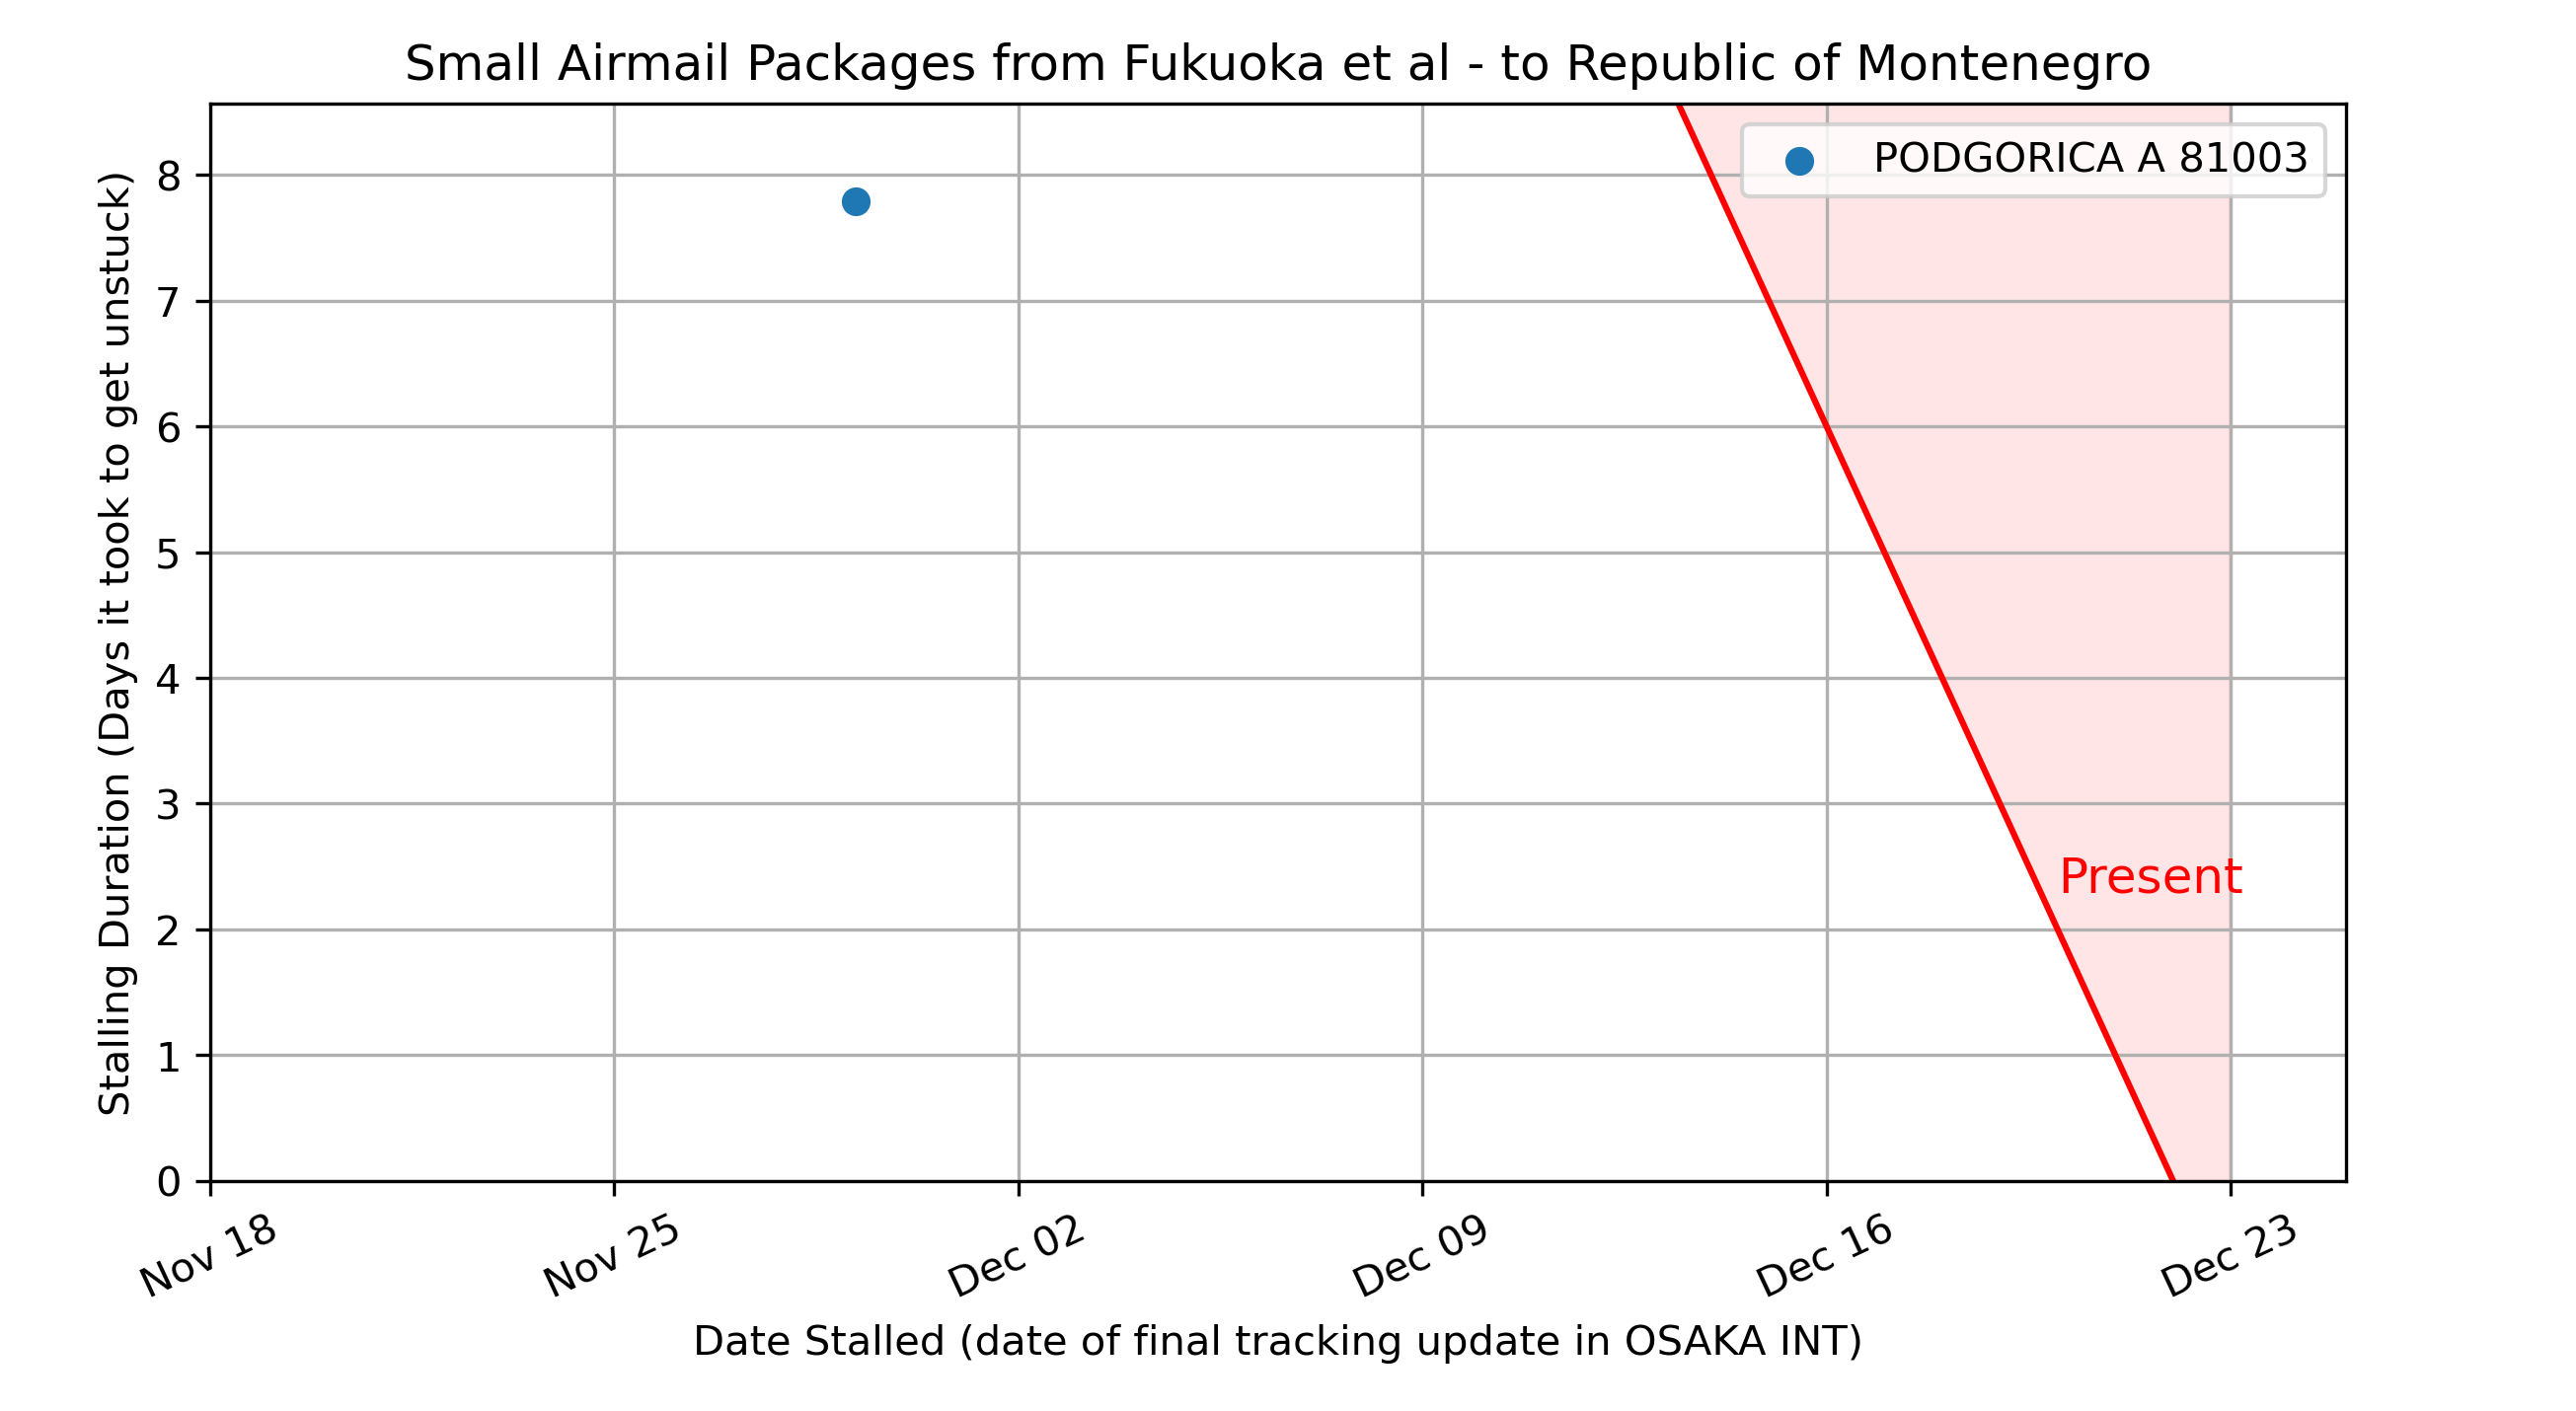 Small Airmail Packages from Fukuoka et al - to Republic of Montenegro
PODGORICA A 81003
Stalling Duration (Days it took to get unstuck)
8
7
6
5
4
3
2
1
0
Present
Nov 18
Nov 25
Dec 02
Dec 09
Dec 16
Dec 23
Date Stalled (date of final tracking update in OSAKA INT)